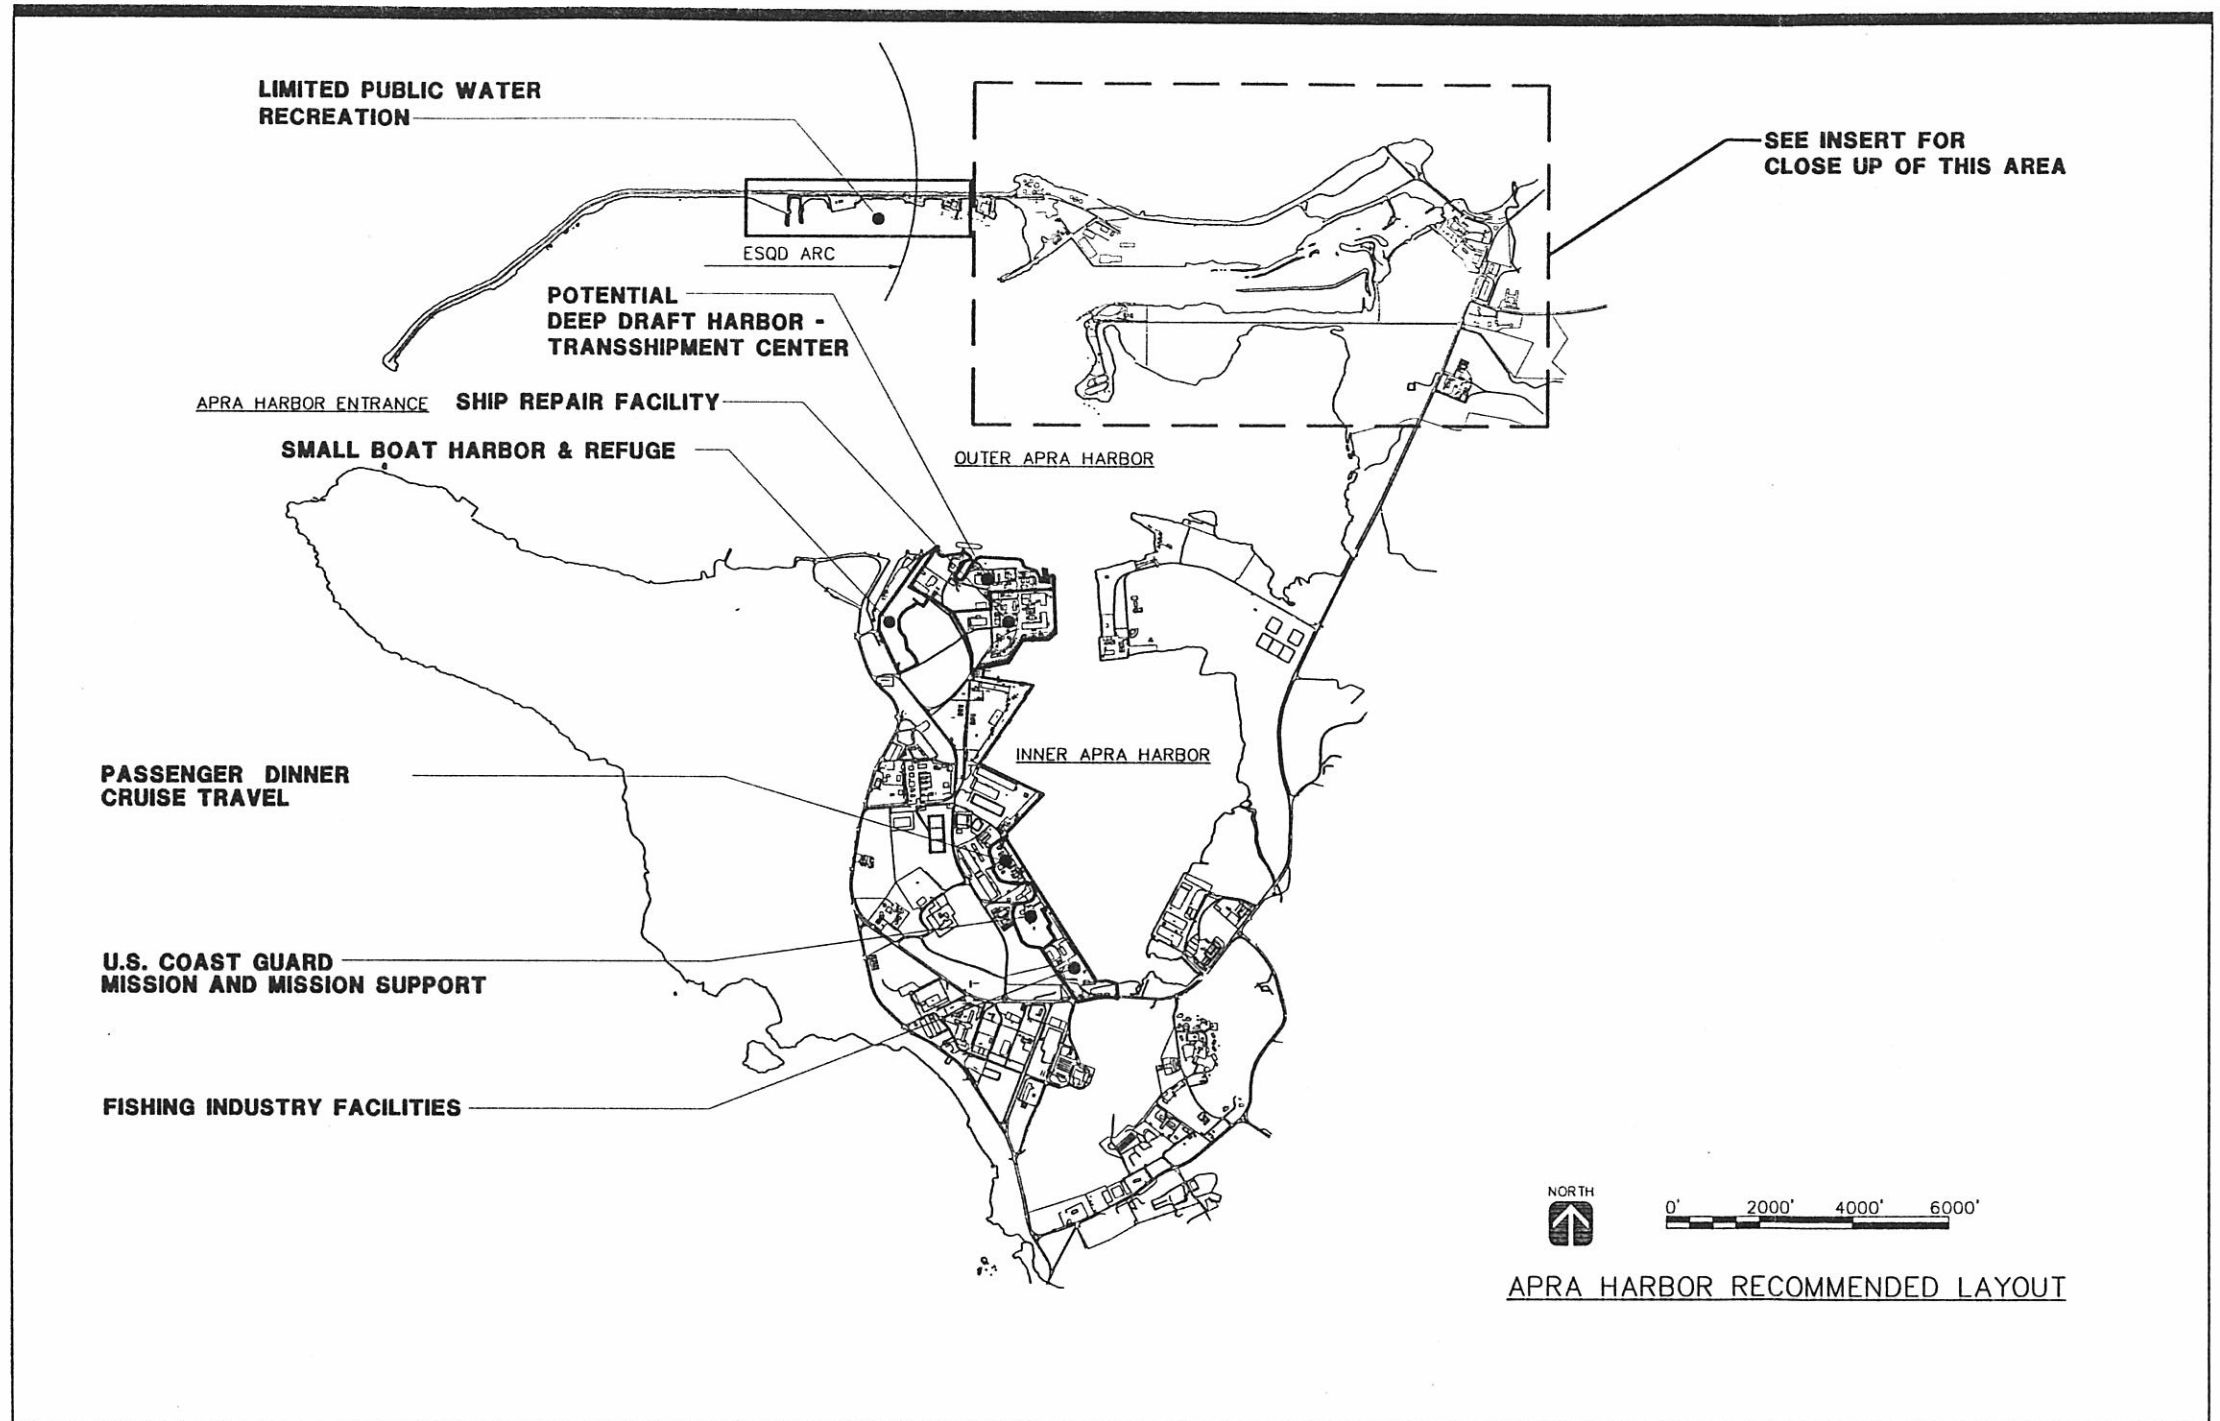 LIMITED PUBLIC WATER
RECREATION
SEE INSERT FOR
CLOSE UP OF THIS AREA
ESQD ARC
POTENTIAL
DEEP DRAFT HARBOR -
TRANSSHIPMENT CENTER
APRA HARBOR ENTRANCE
SHIP REPAIR FACILITY
SMALL BOAT HARBOR & REFUGE
OUTER APRA HARBOR
INNER APRA HARBOR
PASSENGER DINNER
CRUISE TRAVEL
U.S. COAST GUARD
MISSION AND MISSION SUPPORT
FISHING INDUSTRY FACILITIES
NORTH
0' 2000' 4000' 6000'
APRA HARBOR RECOMMENDED LAYOUT